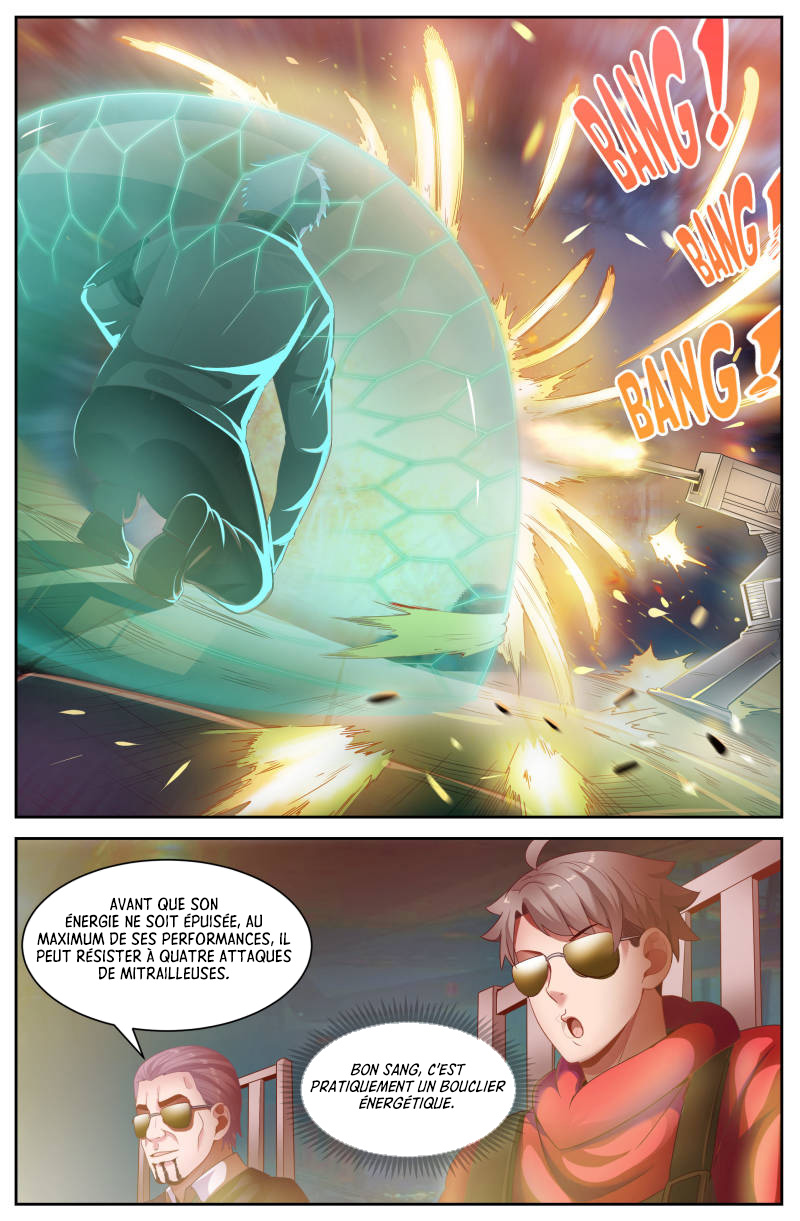 BANG !
BANG !
BANG !
AVANT QUE SON
ÉNERGIE NE SOIT ÉPUISÉE, AU
MAXIMUM DE SES PERFORMANCES, IL
PEUT RÉSISTER À QUATRE ATTAQUES
DE MITRAILLEUSES.
BON SANG, C'EST
PRATIQUEMENT UN BOUCLIER
ÉNERGÉTIQUE.